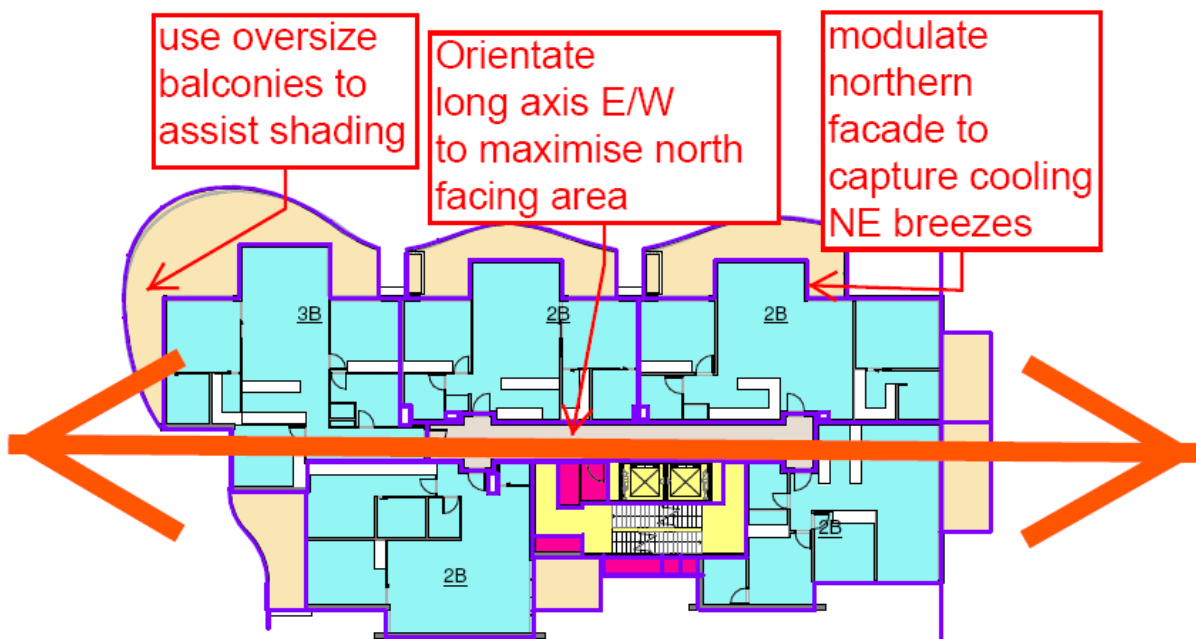 use oversize
balconies to
assist shading
Orientate
long axis E/W
to maximise north
facing area
modulate
northern
facade to
capture cooling
NE breezes
3B
2B
2B
2B
2B